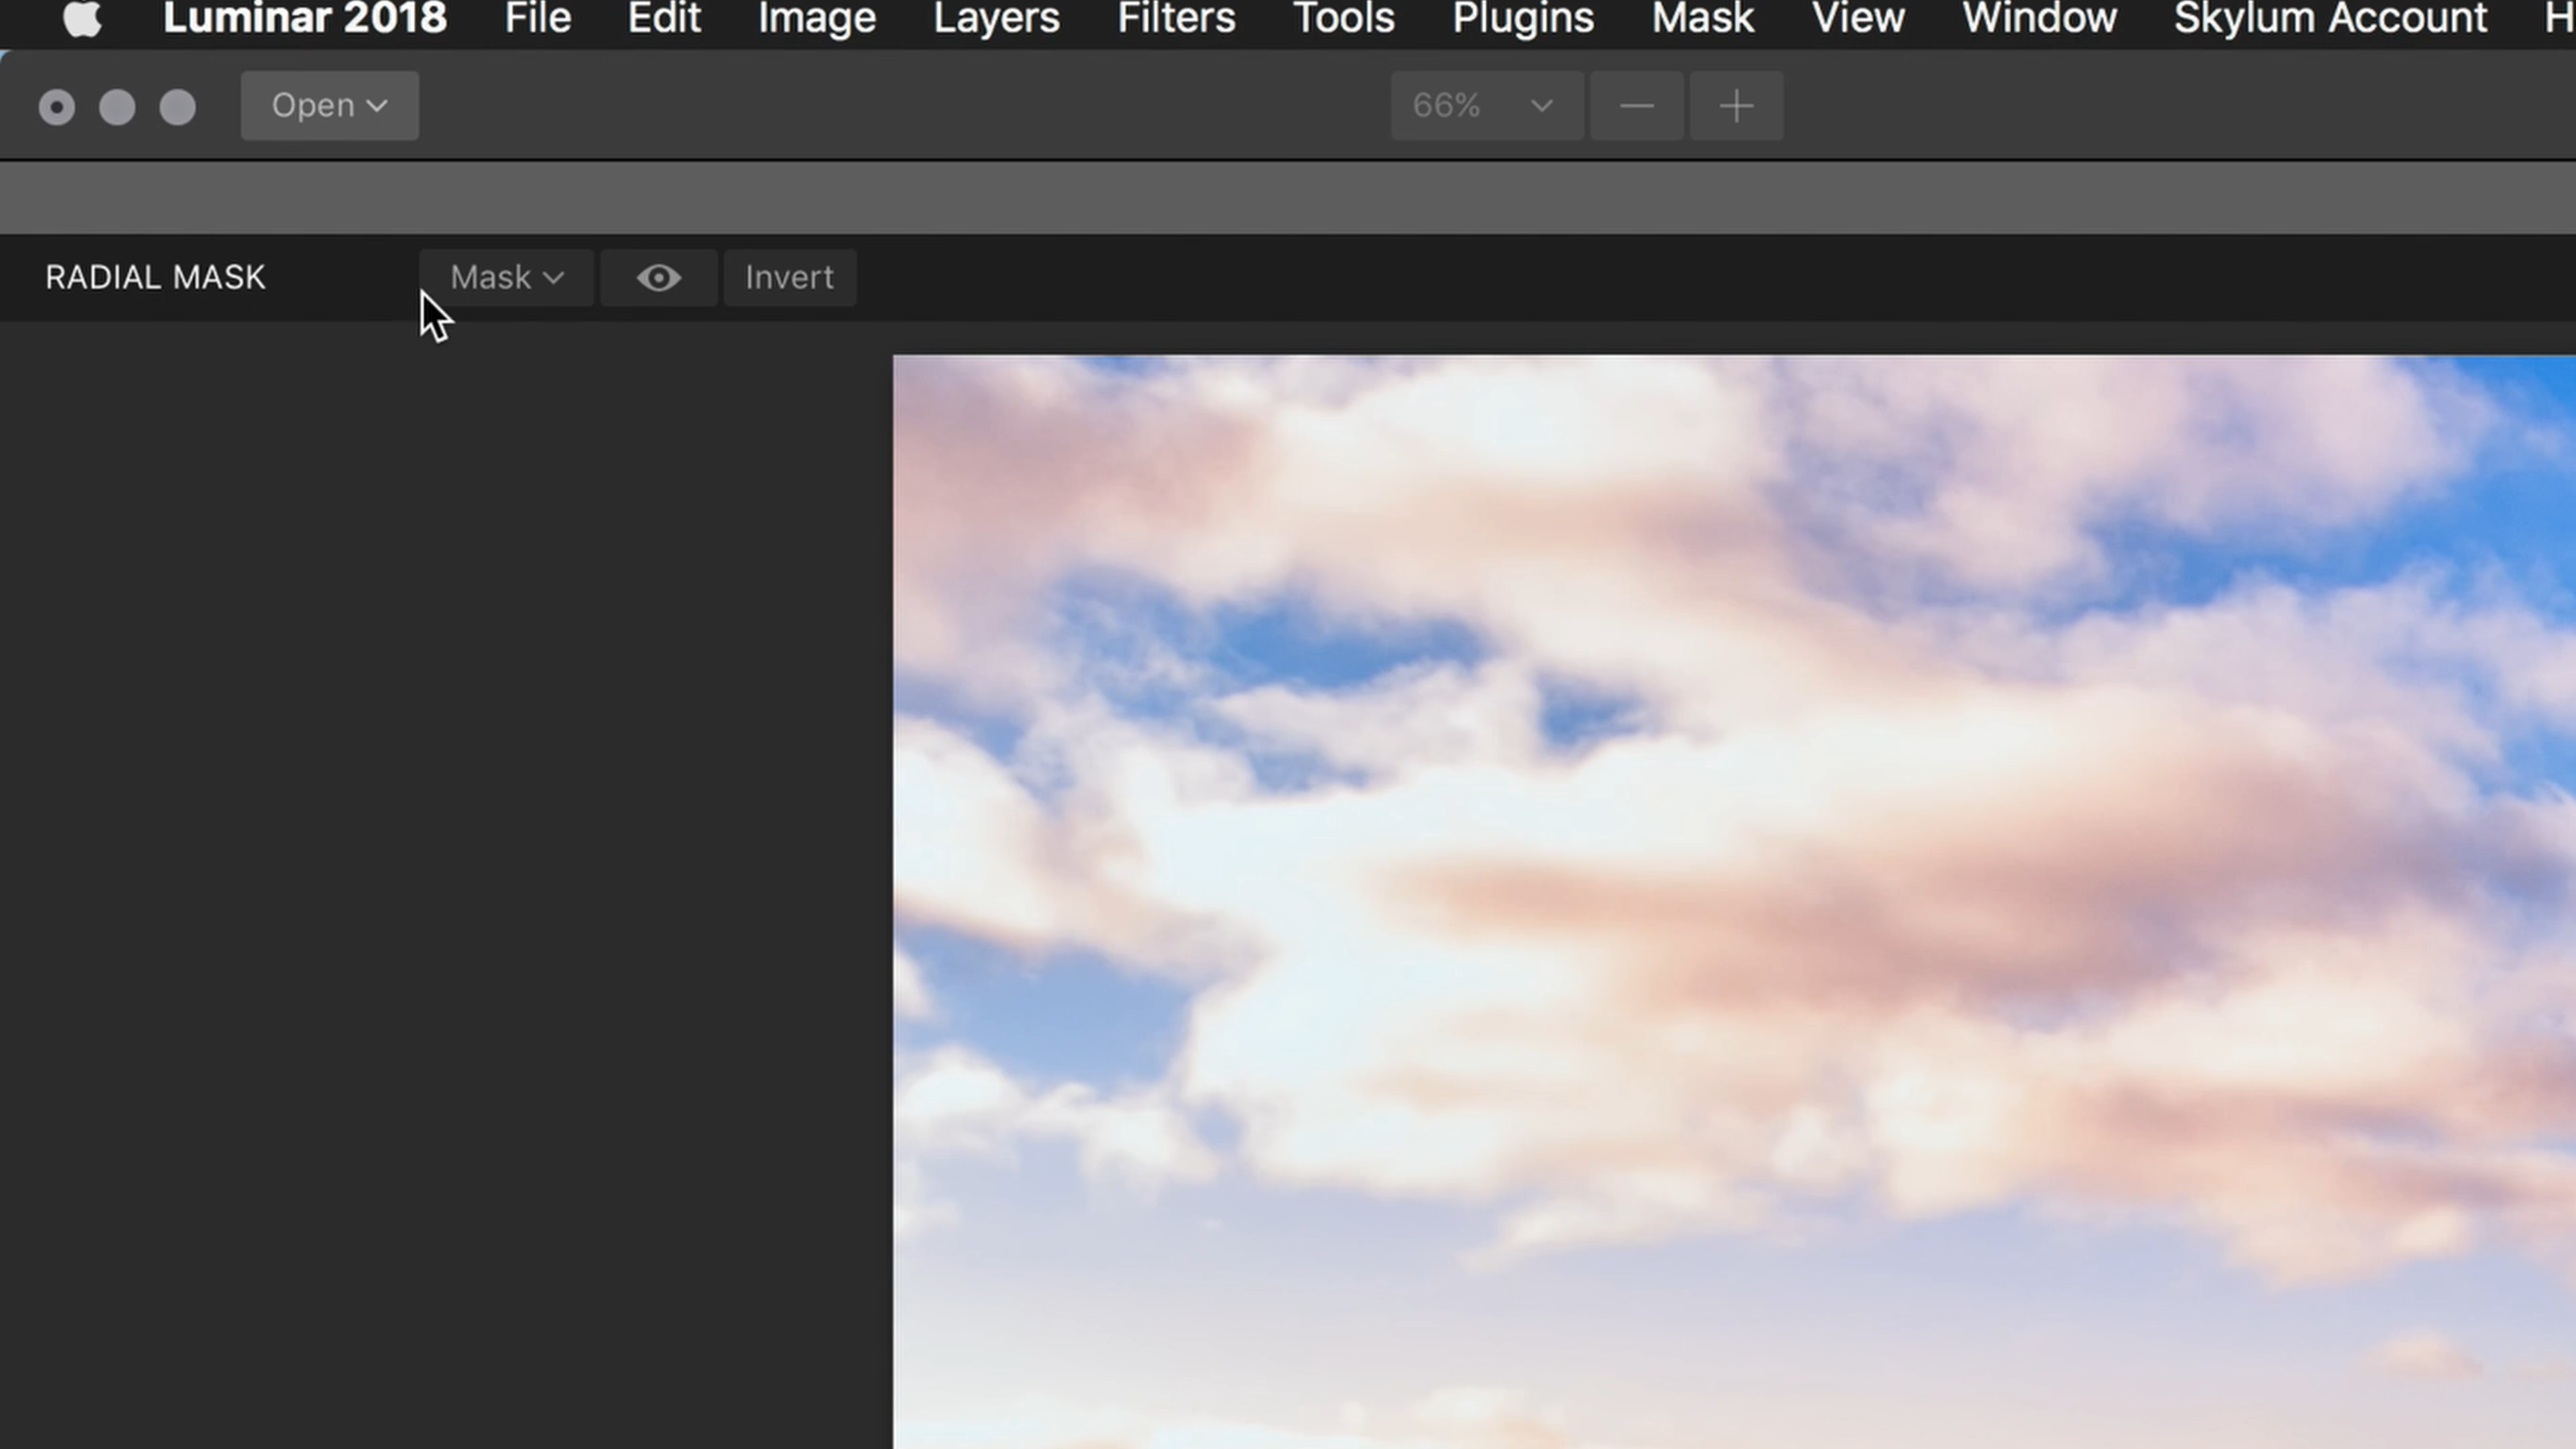 Luminar 2018 File Edit Image Layers Filters Tools Plugins Mask View Window Skylum Account
Open 66%
RADIAL MASK Mask Invert